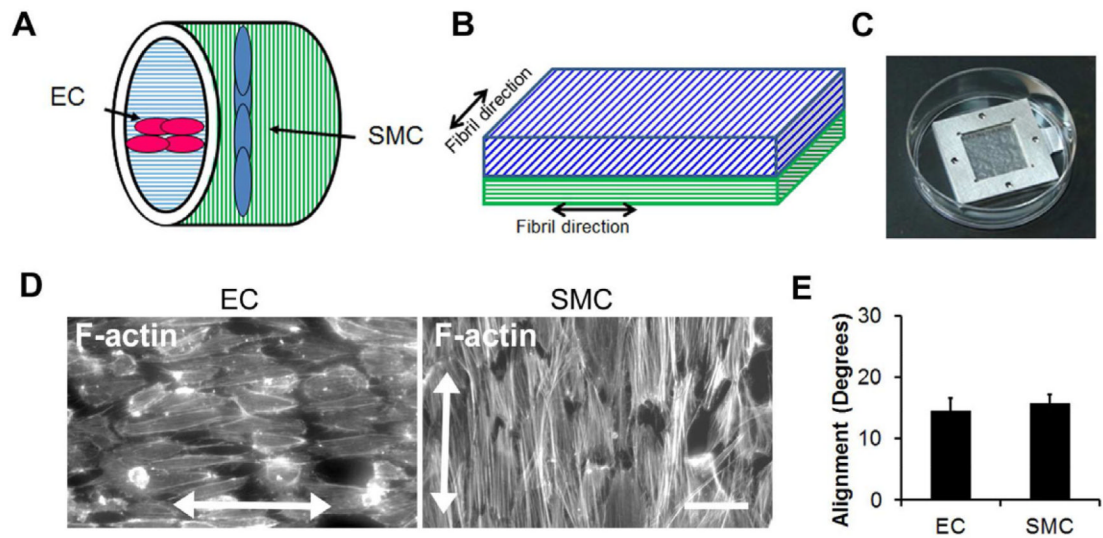 A
EC
SMC
B
Fibril direction
Fibril direction
C
D
EC
SMC
F-actin
F-actin
E
Alignment (Degrees)
30
20
10
0
EC
SMC